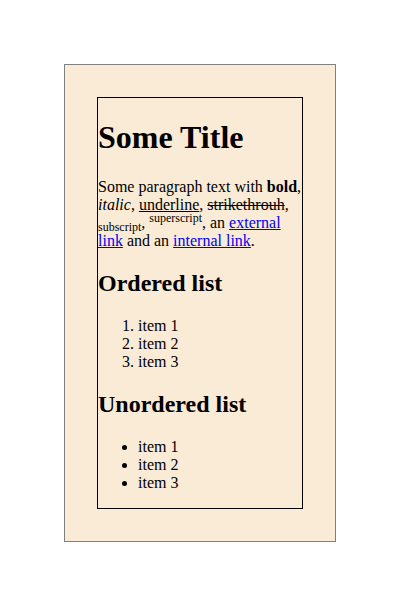 Some Title
Some paragraph text with bold,
italic, underline, strikethrouh,
subscript, superscript, an external
link and an internal link.
Ordered list
1. item 1
2. item 2
3. item 3
Unordered list
• item 1
• item 2
• item 3